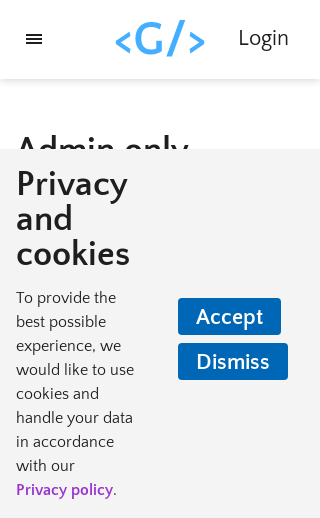 <G/>
Login
Admin only
Privacy
and
cookies
To provide the
best possible
experience, we
would like to use
cookies and
handle your data
in accordance
with our
Privacy policy.
Accept
Dismiss